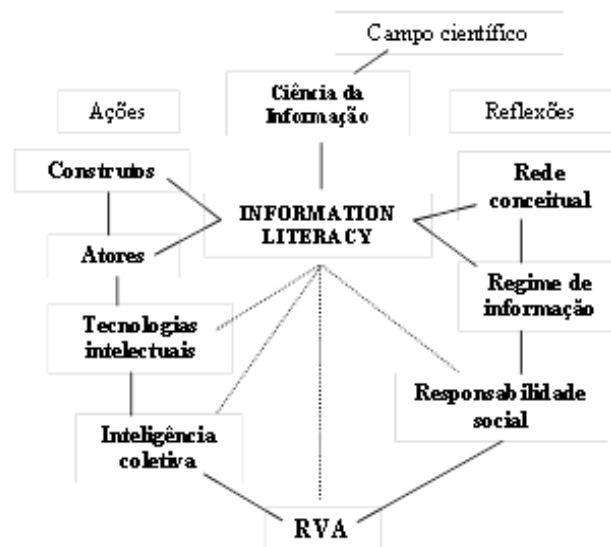 Campo científico
Ciência da
Informação
Ações
Reflexões
Construtos
Rede
conceitual
INFORMATION
LITERACY
Atores
Regime de
informação
Tecnologias
intelectuais
Responsabilidade
social
Inteligência
coletiva
RVA